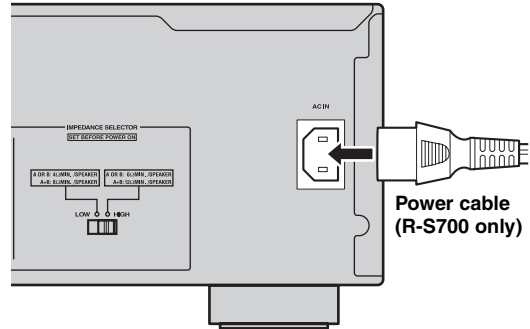 AC IN
IMPEDANCE SELECTOR
SET BEFORE POWER ON
A OR B: 4ΩMIN. /SPEAKER
A+B: 8ΩMIN. /SPEAKER
A OR B: 6ΩMIN. /SPEAKER
A+B: 12ΩMIN. /SPEAKER
LOW HIGH
Power cable
(R-S700 only)